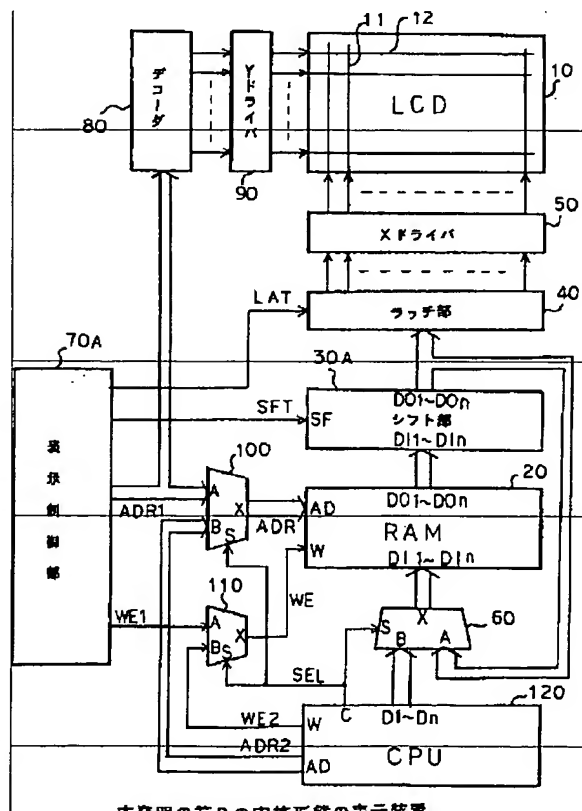 11
12
デコーダ
Yドライバ
LCD
10
80
90
Xドライバ
50
ラッチ部
40
LAT
70A
表示制御部
30A
DO1~DOn
シフト部
DI1~DIn
SF
SFT
100
A
B
S
X
ADR1
ADR
20
DO1~DOn
RAM
DI1~DIn
AD
W
110
WE1
A
B
S
X
WE
60
S
X
B
A
SEL
120
WE2
W
C
D1~Dn
CPU
ADR2
AD
本発明の第2の実施形態の表示装置